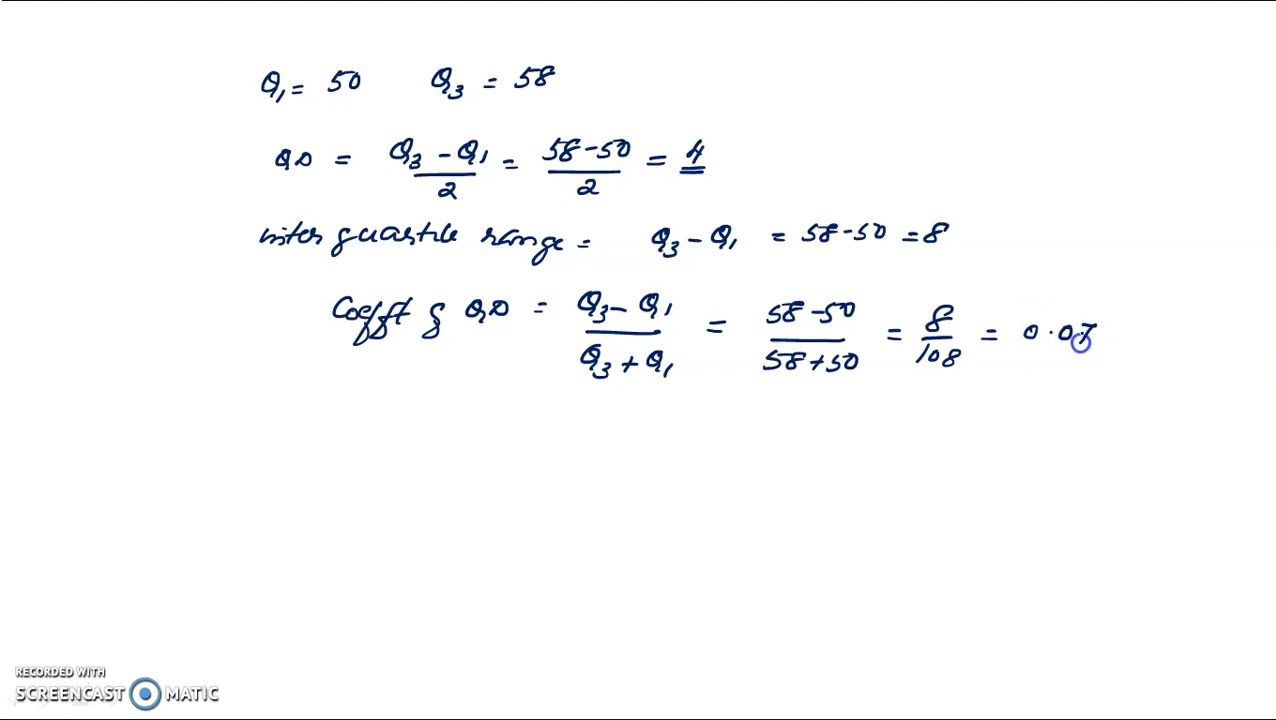 Q₁ = 50 Q₃ = 58
QD = Q₃ - Q₁ / 2 = 58-50 / 2 = 4
inter quartile range = Q₃ - Q₁ = 58-50 = 8
Coefft of QD = Q₃ - Q₁ / Q₃ + Q₁ = 58-50 / 58+50 = 8 / 108 = 0.07
RECORDED WITH
SCREENCAST MATIC